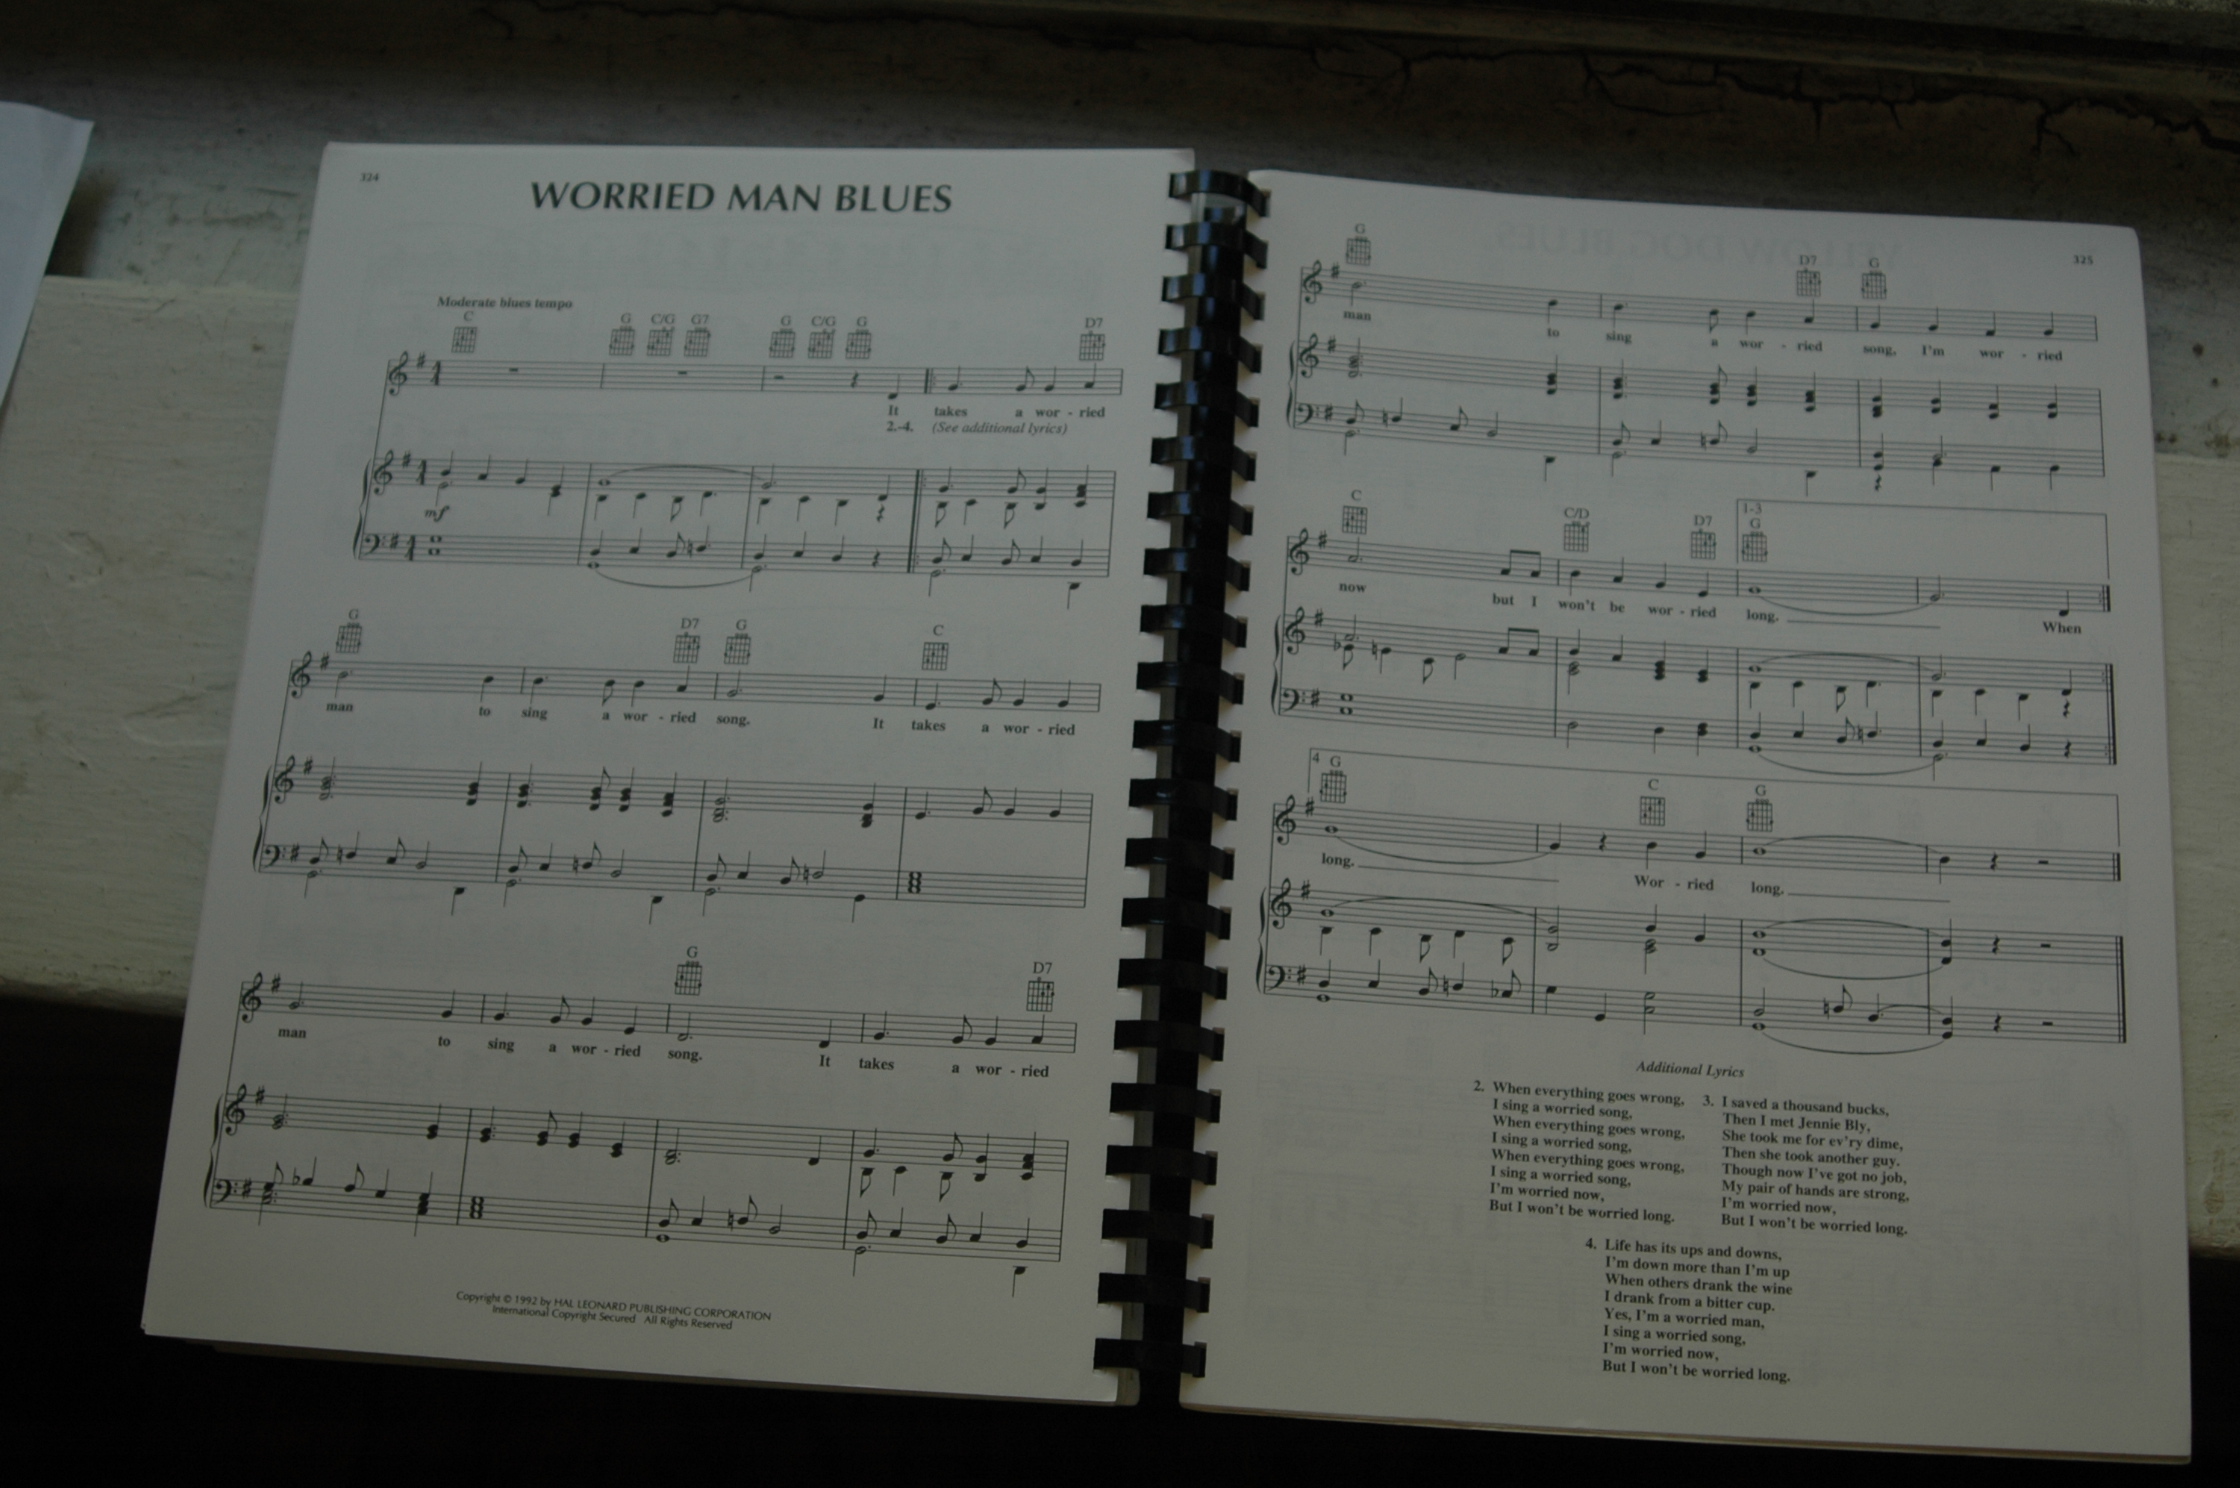 324
WORRIED MAN BLUES
Moderate blues tempo
C G C/G G7 G C/G G D7
It takes a wor - ried
2.-4. (See additional lyrics)
mf
G D7 G C
man to sing a wor - ried song. It takes a wor - ried
G D7
man to sing a wor - ried song. It takes a wor - ried
Copyright © 1992 by HAL LEONARD PUBLISHING CORPORATION
International Copyright Secured All Rights Reserved
325
G D7 G
man to sing a wor - ried song, I'm wor - ried
1-3
C C/D D7 G
now but I won't be wor - ried long. When
4
G C G
long. Wor - ried long.
Additional Lyrics
2. When everything goes wrong,
I sing a worried song,
When everything goes wrong,
I sing a worried song,
When everything goes wrong,
I sing a worried song,
I'm worried now,
But I won't be worried long.
3. I saved a thousand bucks,
Then I met Jennie Bly,
She took me for ev'ry dime,
Then she took another guy.
Though now I've got no job,
My pair of hands are strong,
I'm worried now,
But I won't be worried long.
4. Life has its ups and downs,
I'm down more than I'm up
When others drank the wine
I drank from a bitter cup.
Yes, I'm a worried man,
I sing a worried song,
I'm worried now,
But I won't be worried long.